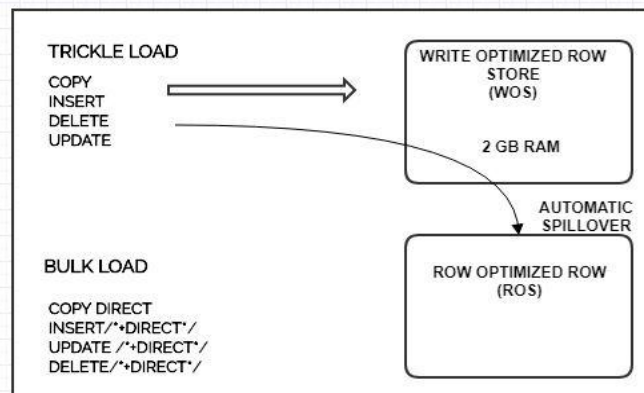 TRICKLE LOAD
COPY
INSERT
DELETE
UPDATE
WRITE OPTIMIZED ROW
STORE
(WOS)
2 GB RAM
AUTOMATIC
SPILLOVER
BULK LOAD
COPY DIRECT
INSERT/*+DIRECT*/
UPDATE /*+DIRECT*/
DELETE/*+DIRECT*/
ROW OPTIMIZED ROW
(ROS)